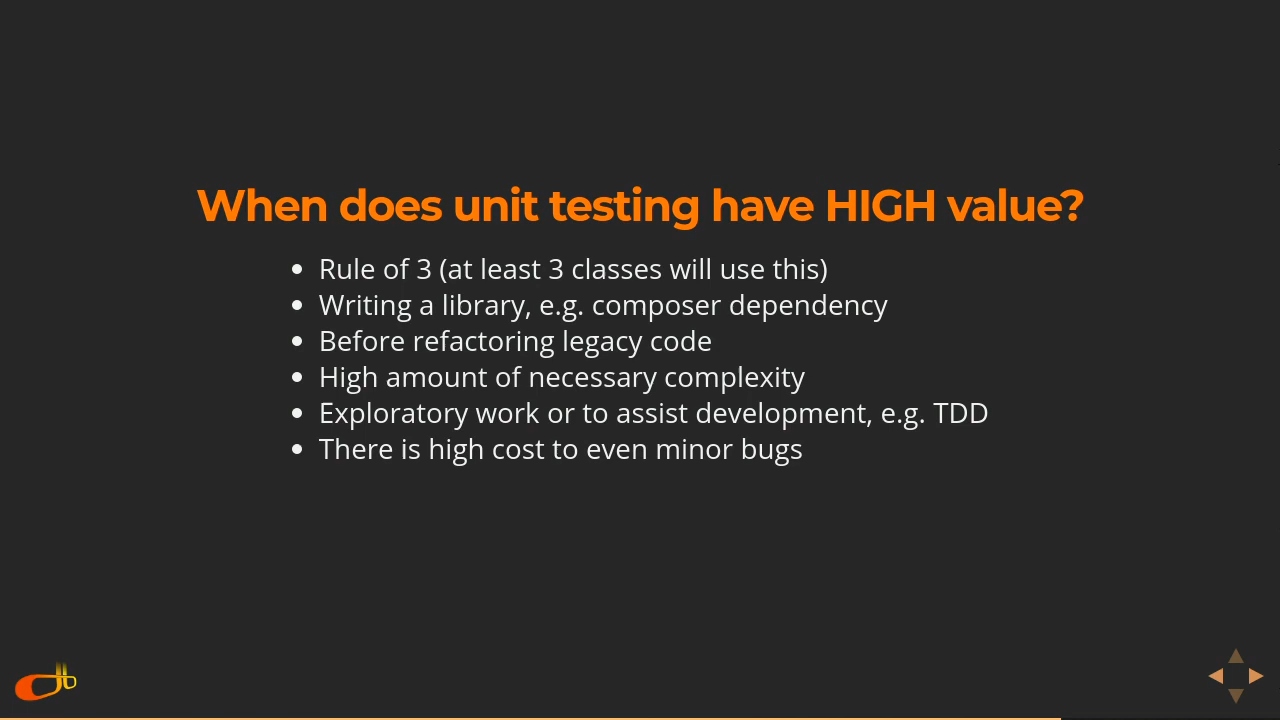 When does unit testing have HIGH value?
Rule of 3 (at least 3 classes will use this)
Writing a library, e.g. composer dependency
Before refactoring legacy code
High amount of necessary complexity
Exploratory work or to assist development, e.g. TDD
There is high cost to even minor bugs